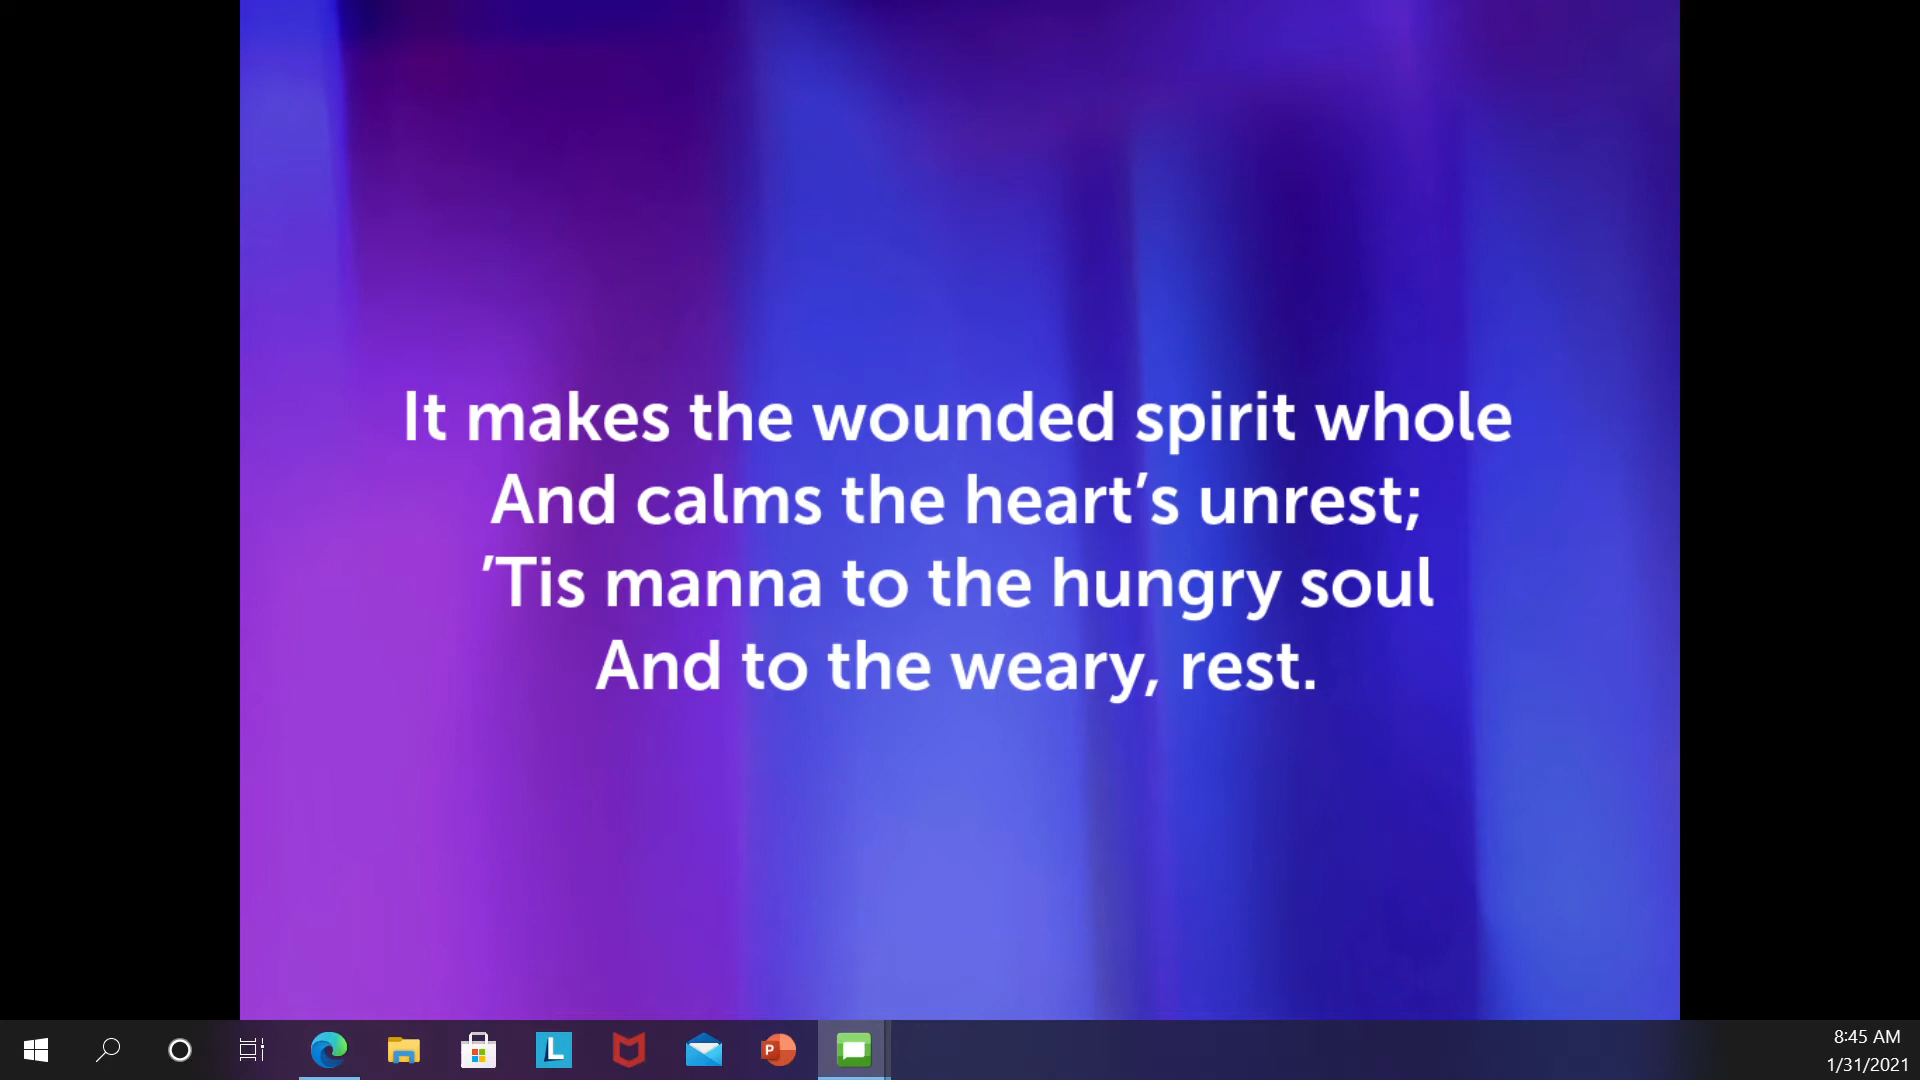 It makes the wounded spirit whole
And calms the heart’s unrest;
’Tis manna to the hungry soul
And to the weary, rest.
L
P
8:45 AM
1/31/2021